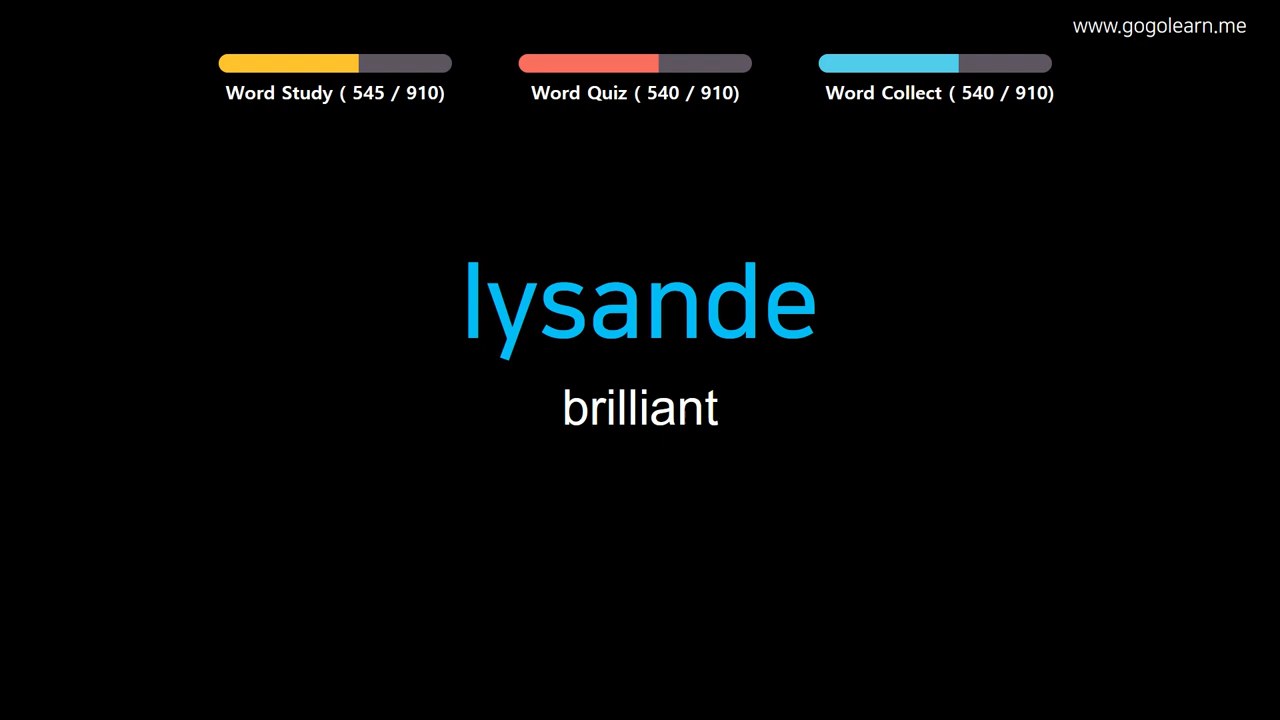 www.gogolearn.me
Word Study ( 545 / 910)
Word Quiz ( 540 / 910)
Word Collect ( 540 / 910)
lysande
brilliant